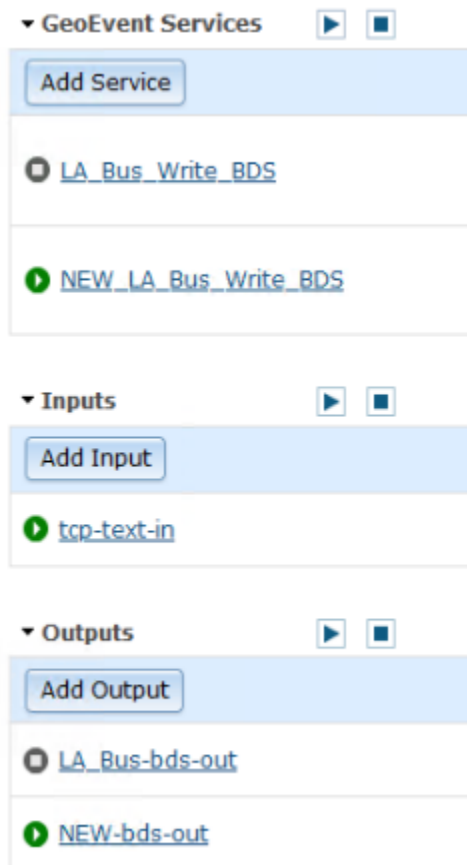 GeoEvent Services
Add Service
LA_Bus_Write_BDS
NEW_LA_Bus_Write_BDS
Inputs
Add Input
tcp-text-in
Outputs
Add Output
LA_Bus-bds-out
NEW-bds-out